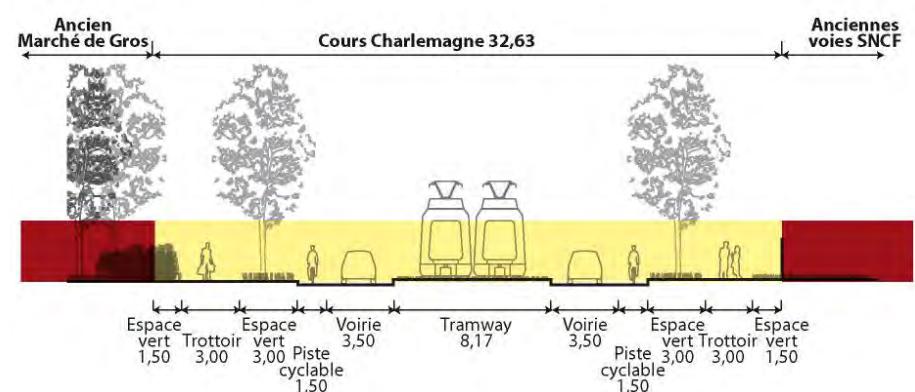 Ancien
Marché de Gros
Cours Charlemagne 32,63
Anciennes
voies SNCF
Espace
vert
1,50
Trottoir
3,00
Espace
vert
3,00
Piste
cyclable
1,50
Voirie
3,50
Tramway
8,17
Voirie
3,50
Piste
cyclable
1,50
Espace
vert
3,00
Trottoir
3,00
Espace
vert
1,50